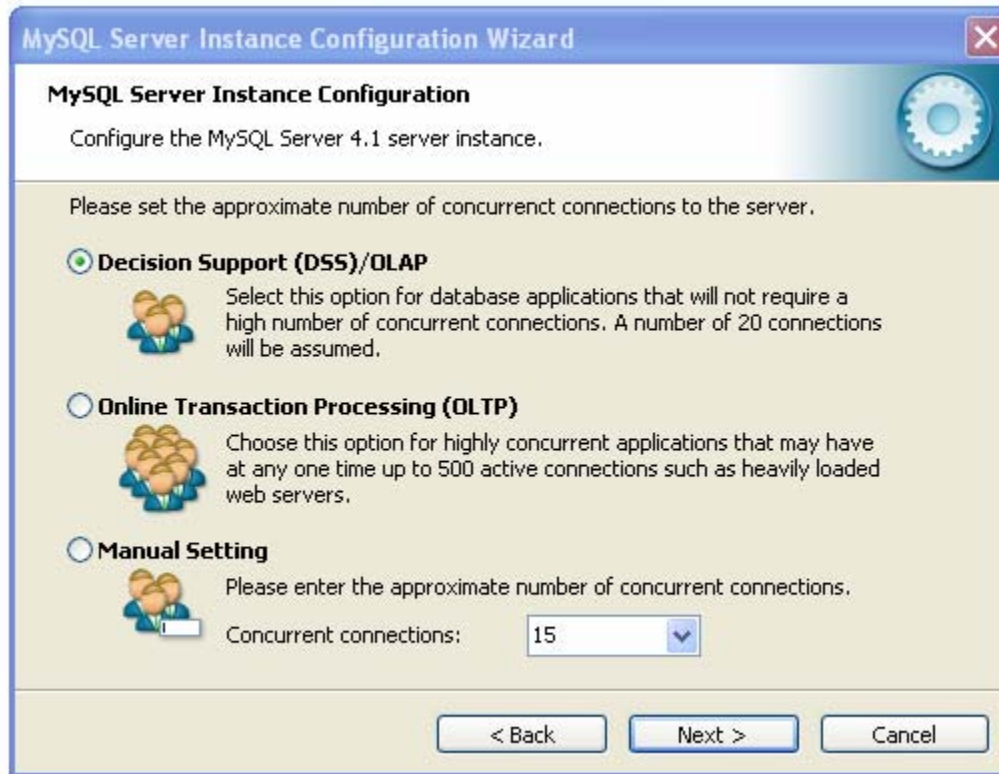 MySQL Server Instance Configuration Wizard
MySQL Server Instance Configuration
Configure the MySQL Server 4.1 server instance.
Please set the approximate number of concurrenct connections to the server.
Decision Support (DSS)/OLAP
Select this option for database applications that will not require a
high number of concurrent connections. A number of 20 connections
will be assumed.
Online Transaction Processing (OLTP)
Choose this option for highly concurrent applications that may have
at any one time up to 500 active connections such as heavily loaded
web servers.
Manual Setting
Please enter the approximate number of concurrent connections.
Concurrent connections: 15
< Back Next > Cancel